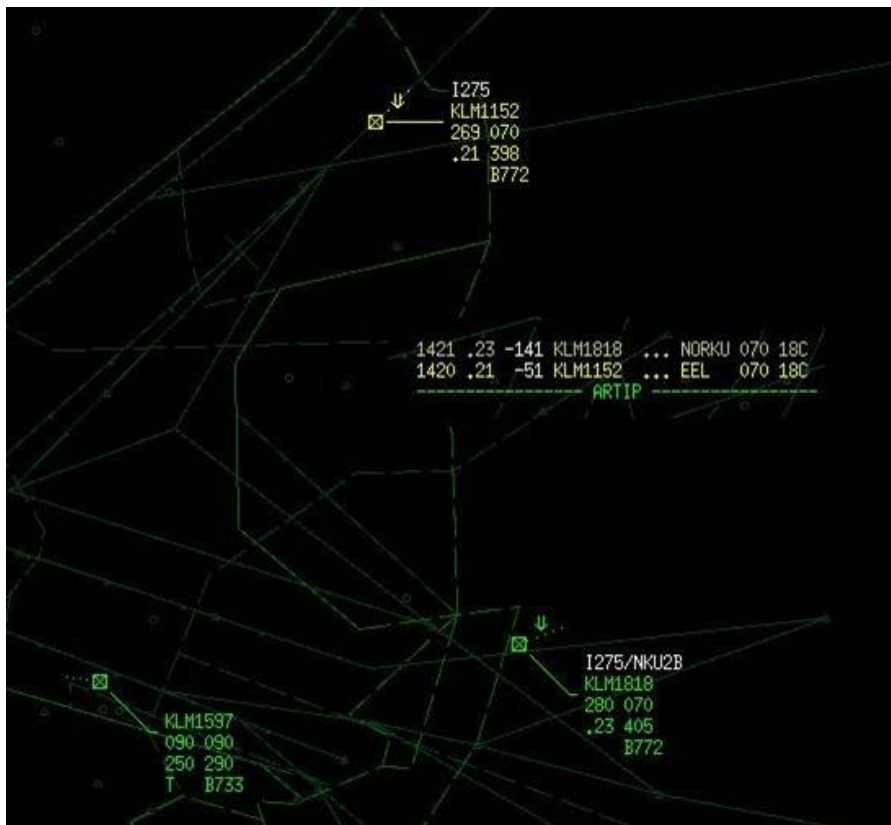 I275
KLM1152
269 070
.21 398
B772
1421 .23 -141 KLM1818 ... NORKU 070 18C
1420 .21 -51 KLM1152 ... EEL 070 18C
------------------ ARTIP ------------------
I275/NKU2B
KLM1818
280 070
.23 405
B772
KLM1597
090 090
250 290
T B733